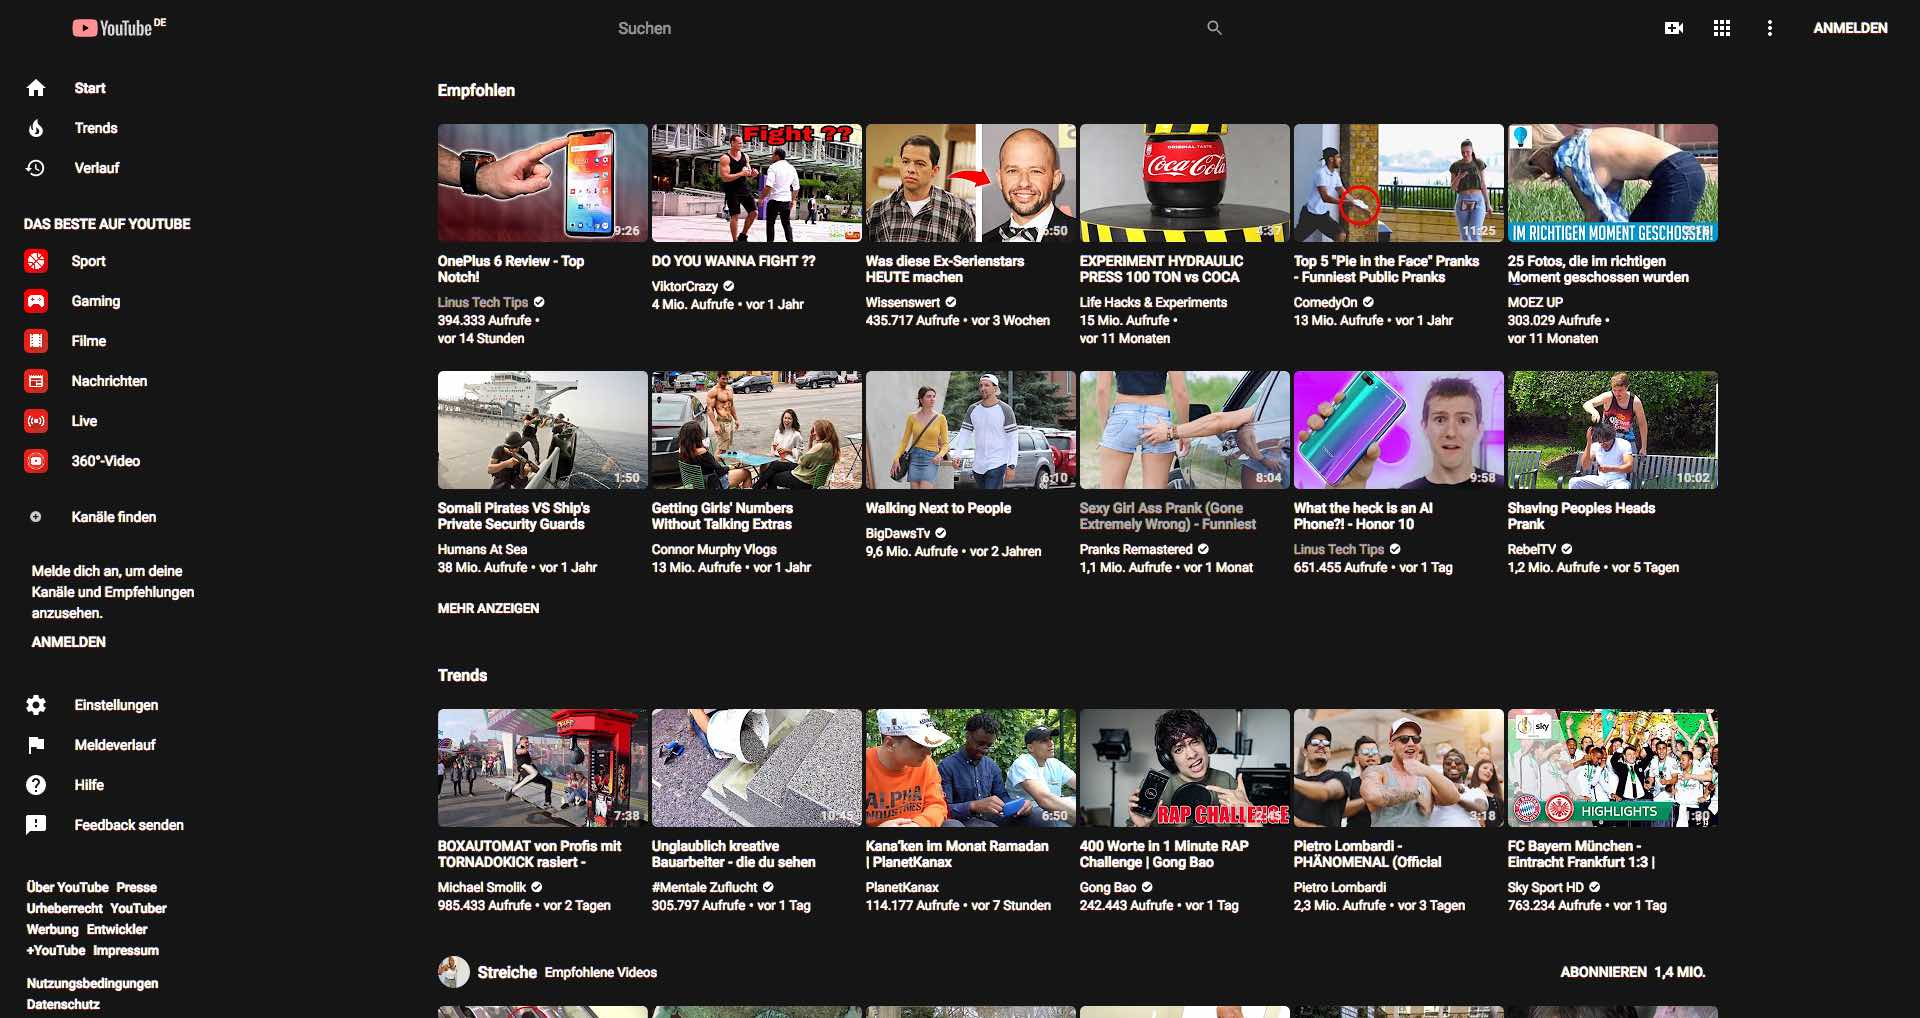 YouTube DE
Suchen
ANMELDEN
Start
Trends
Verlauf
DAS BESTE AUF YOUTUBE
Sport
Gaming
Filme
Nachrichten
Live
360°-Video
Kanäle finden
Melde dich an, um deine
Kanäle und Empfehlungen
anzusehen.
ANMELDEN
Einstellungen
Meldeverlauf
Hilfe
Feedback senden
Über YouTube Presse
Urheberrecht YouTuber
Werbung Entwickler
+YouTube Impressum
Nutzungsbedingungen
Datenschutz
Empfohlen
9:26
OnePlus 6 Review - Top
Notch!
Linus Tech Tips
394.333 Aufrufe •
vor 14 Stunden
Fight ??
DO YOU WANNA FIGHT ??
ViktorCrazy
4 Mio. Aufrufe • vor 1 Jahr
Was diese Ex-Serienstars
HEUTE machen
Wissenswert
435.717 Aufrufe • vor 3 Wochen
ORIGINAL TASTE
Coca-Cola
4:37
EXPERIMENT HYDRAULIC
PRESS 100 TON vs COCA
Life Hacks & Experiments
15 Mio. Aufrufe •
vor 11 Monaten
11:25
Top 5 "Pie in the Face" Pranks
- Funniest Public Pranks
ComedyOn
13 Mio. Aufrufe • vor 1 Jahr
IM RICHTIGEN MOMENT GESCHOSSEN!
25 Fotos, die im richtigen
Moment geschossen wurden
MOEZ UP
303.029 Aufrufe •
vor 11 Monaten
1:50
Somali Pirates VS Ship's
Private Security Guards
Humans At Sea
38 Mio. Aufrufe • vor 1 Jahr
4:34
Getting Girls' Numbers
Without Talking Extras
Connor Murphy Vlogs
13 Mio. Aufrufe • vor 1 Jahr
6:10
Walking Next to People
BigDawsTv
9,6 Mio. Aufrufe • vor 2 Jahren
8:04
Sexy Girl Ass Prank (Gone
Extremely Wrong) - Funniest
Pranks Remastered
1,1 Mio. Aufrufe • vor 1 Monat
9:58
What the heck is an AI
Phone?! - Honor 10
Linus Tech Tips
651.455 Aufrufe • vor 1 Tag
10:02
Shaving Peoples Heads
Prank
RebelTV
1,2 Mio. Aufrufe • vor 5 Tagen
MEHR ANZEIGEN
Trends
7:38
BOXAUTOMAT von Profis mit
TORNADOKICK rasiert -
Michael Smolik
985.433 Aufrufe • vor 2 Tagen
10:45
Unglaublich kreative
Bauarbeiter - die du sehen
#Mentale Zuflucht
305.797 Aufrufe • vor 1 Tag
ALPHA
INDUSTRIES
6:50
Kana'ken im Monat Ramadan
| PlanetKanax
PlanetKanax
114.177 Aufrufe • vor 7 Stunden
RAP CHALLENGE
400 Worte in 1 Minute RAP
Challenge | Gong Bao
Gong Bao
242.443 Aufrufe • vor 1 Tag
3:18
Pietro Lombardi -
PHÄNOMENAL (Official
Pietro Lombardi
2,3 Mio. Aufrufe • vor 3 Tagen
sky
HIGHLIGHTS
FC Bayern München -
Eintracht Frankfurt 1:3 |
Sky Sport HD
763.234 Aufrufe • vor 1 Tag
Streiche Empfohlene Videos
ABONNIEREN 1,4 MIO.